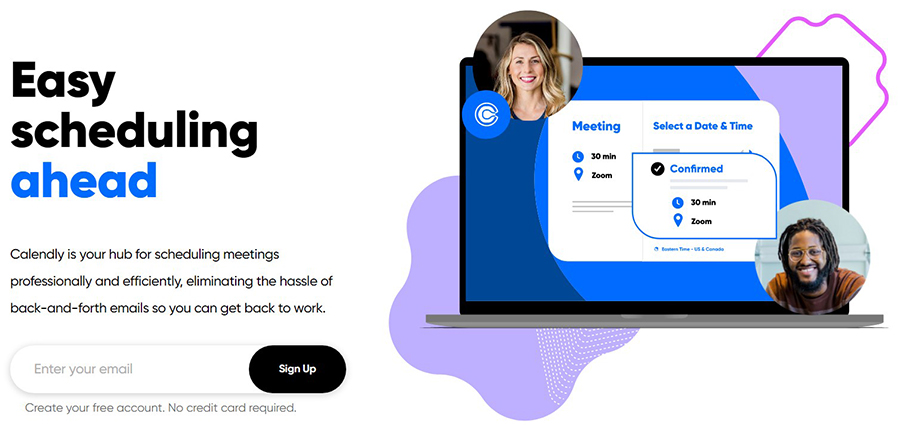 Easy
scheduling
ahead
Calendly is your hub for scheduling meetings
professionally and efficiently, eliminating the hassle of
back-and-forth emails so you can get back to work.
Enter your email
Sign Up
Create your free account. No credit card required.
Meeting
30 min
Zoom
Select a Date & Time
Confirmed
30 min
Zoom
Eastern Time - US & Canada